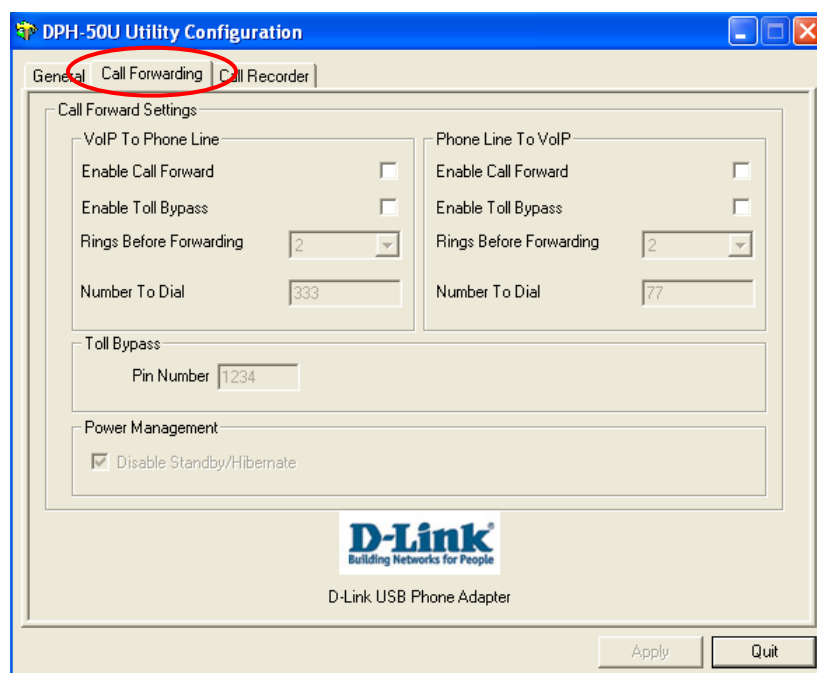 DPH-50U Utility Configuration
General Call Forwarding Call Recorder
Call Forward Settings
VoIP To Phone Line
Enable Call Forward
Enable Toll Bypass
Rings Before Forwarding 2
Number To Dial 333
Phone Line To VoIP
Enable Call Forward
Enable Toll Bypass
Rings Before Forwarding 2
Number To Dial 77
Toll Bypass
Pin Number 1234
Power Management
Disable Standby/Hibernate
D-Link
Building Networks for People
D-Link USB Phone Adapter
Apply Quit